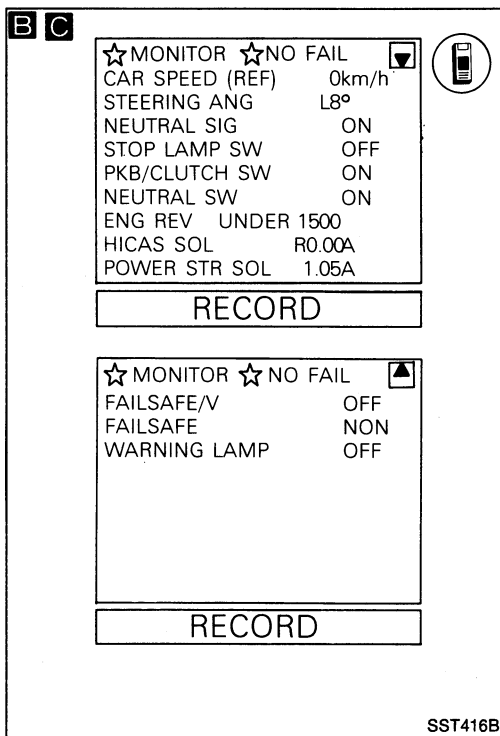 B C
☆MONITOR ☆NO FAIL ▼
CAR SPEED (REF) 0km/h
STEERING ANG L8°
NEUTRAL SIG ON
STOP LAMP SW OFF
PKB/CLUTCH SW ON
NEUTRAL SW ON
ENG REV UNDER 1500
HICAS SOL R0.00A
POWER STR SOL 1.05A
RECORD
☆MONITOR ☆NO FAIL ▲
FAILSAFE/V OFF
FAILSAFE NON
WARNING LAMP OFF
RECORD
SST416B